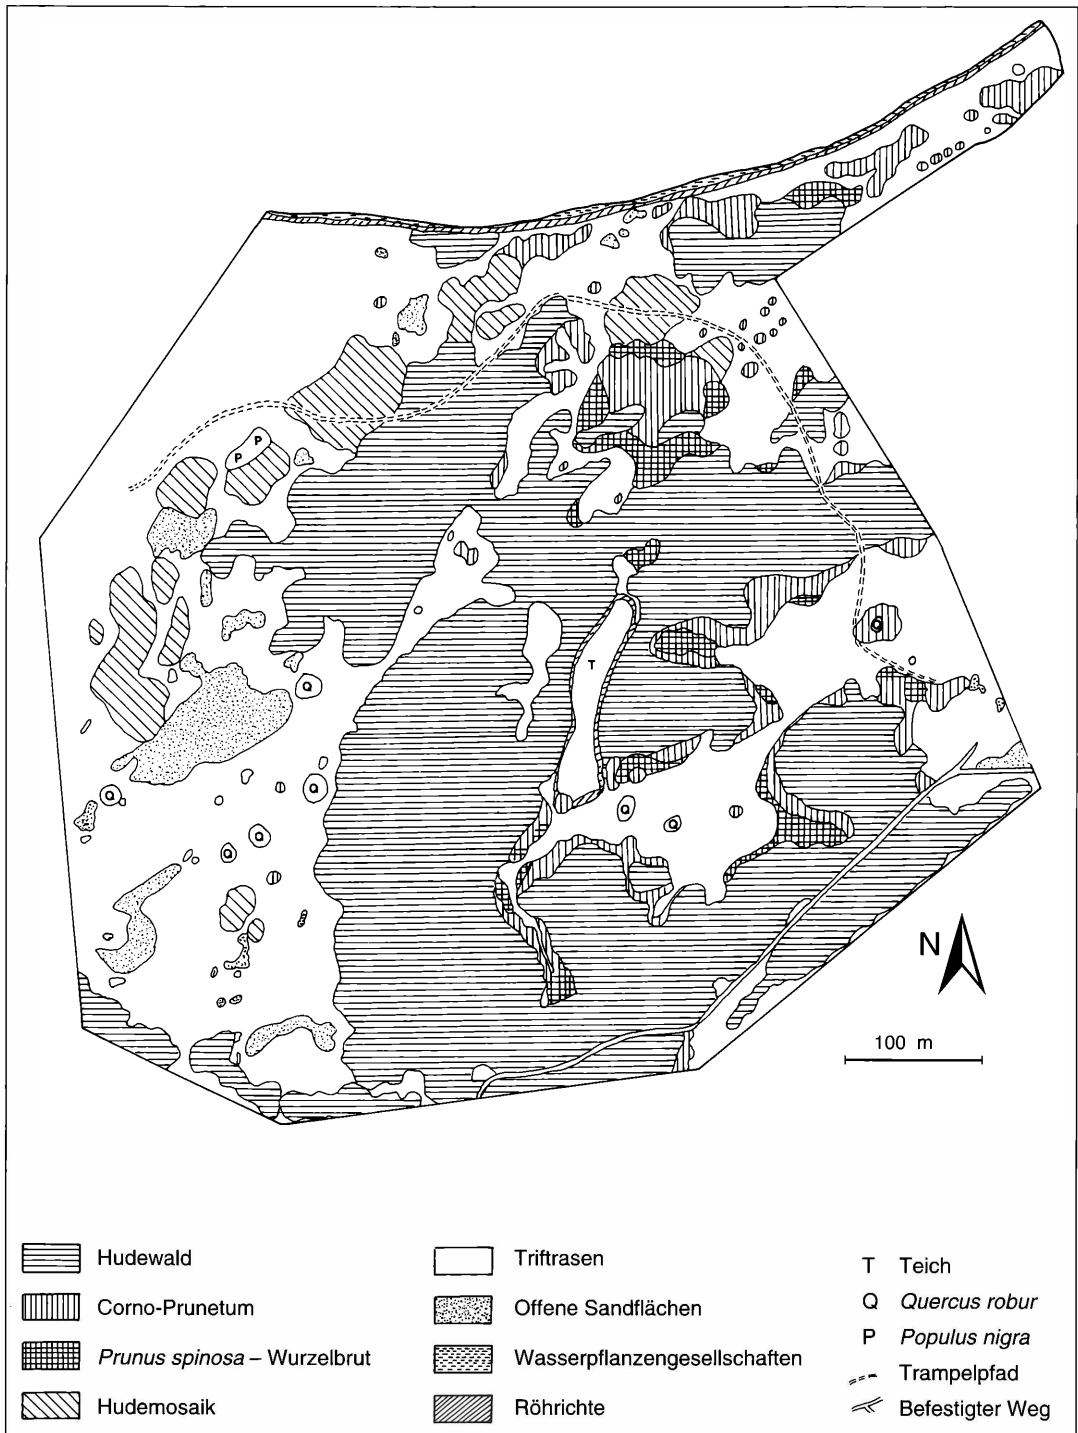 P
P
Q
Q
T
Q
Q
Q
Q
Q
Q
N
100 m
Hudewald
Corno-Prunetum
Prunus spinosa – Wurzelbrut
Hudemosaik
Triftrasen
Offene Sandflächen
Wasserpflanzengesellschaften
Röhrichte
T Teich
Q Quercus robur
P Populus nigra
Trampelpfad
Befestigter Weg